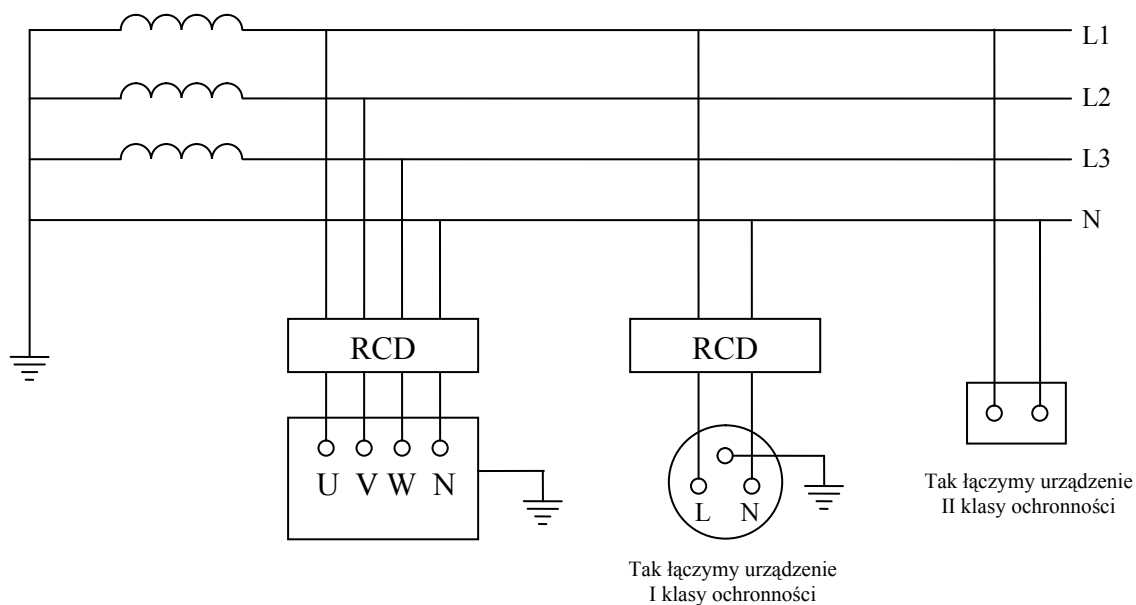 L1
L2
L3
N
RCD
RCD
U V W N
L N
Tak łączymy urządzenie
II klasy ochronności
Tak łączymy urządzenie
I klasy ochronności